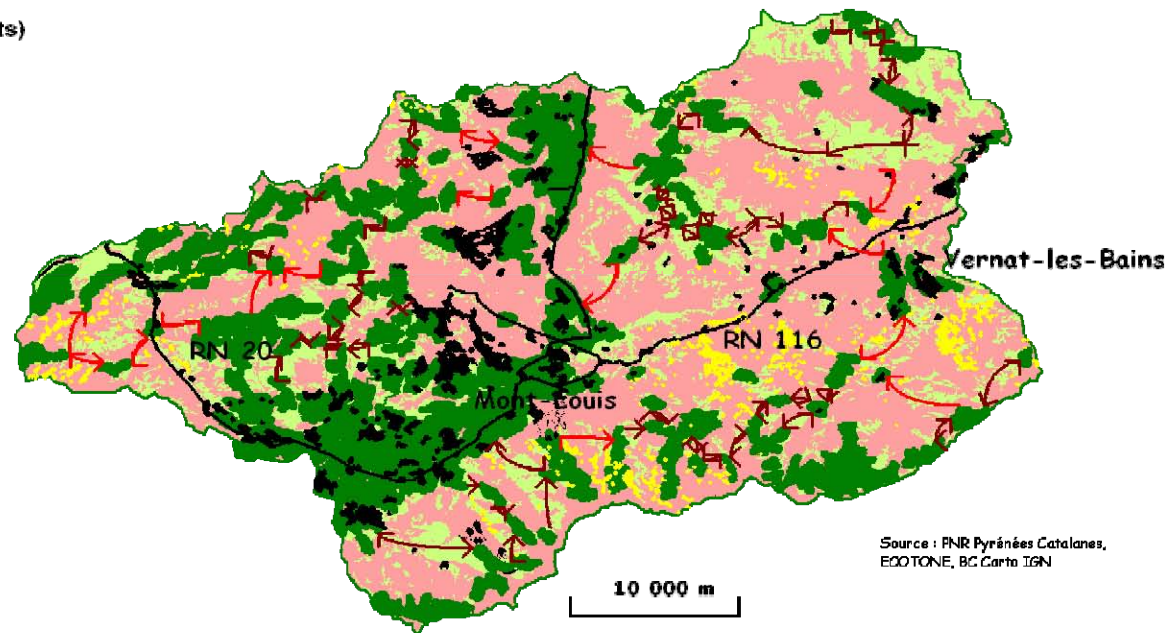 ts)
Vernat-les-Bains
RN 20
RN 116
Mont-Louis
Source : PNR Pyrénées Catalanes,
ECOTONE, BC Carto IGN
10 000 m